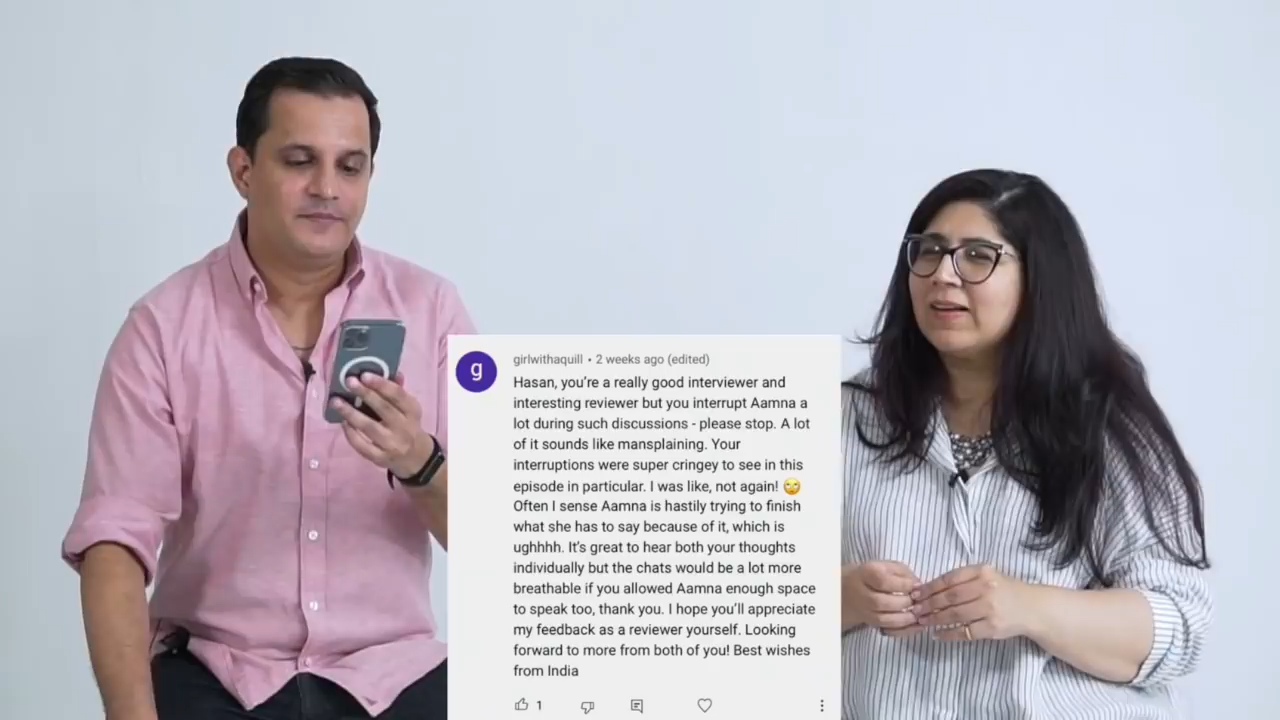 g
girlwithaquill • 2 weeks ago (edited)
Hasan, you're a really good interviewer and
interesting reviewer but you interrupt Aamna a
lot during such discussions - please stop. A lot
of it sounds like mansplaining. Your
interruptions were super cringey to see in this
episode in particular. I was like, not again! 🙄
Often I sense Aamna is hastily trying to finish
what she has to say because of it, which is
ughhhh. It's great to hear both your thoughts
individually but the chats would be a lot more
breathable if you allowed Aamna enough space
to speak too, thank you. I hope you'll appreciate
my feedback as a reviewer yourself. Looking
forward to more from both of you! Best wishes
from India
1